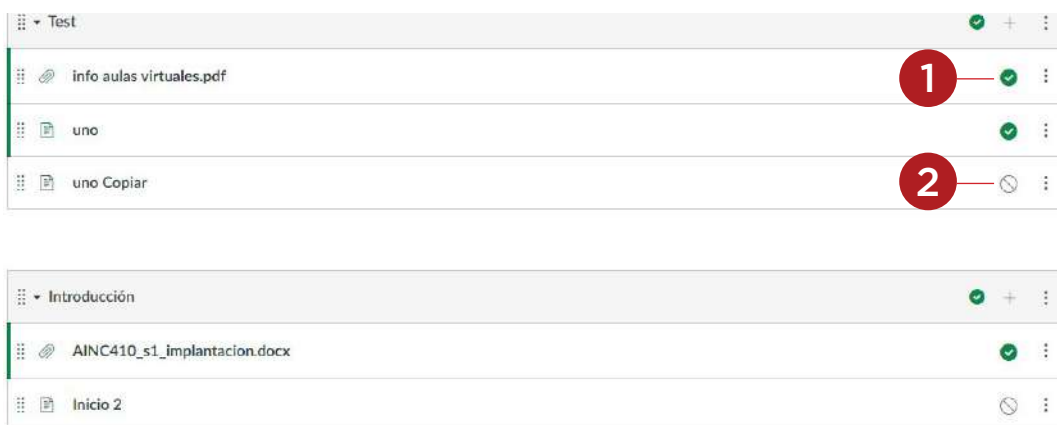 Test
info aulas virtuales.pdf
1
uno
uno Copiar
2
Introducción
AINC410_s1_implantacion.docx
Inicio 2